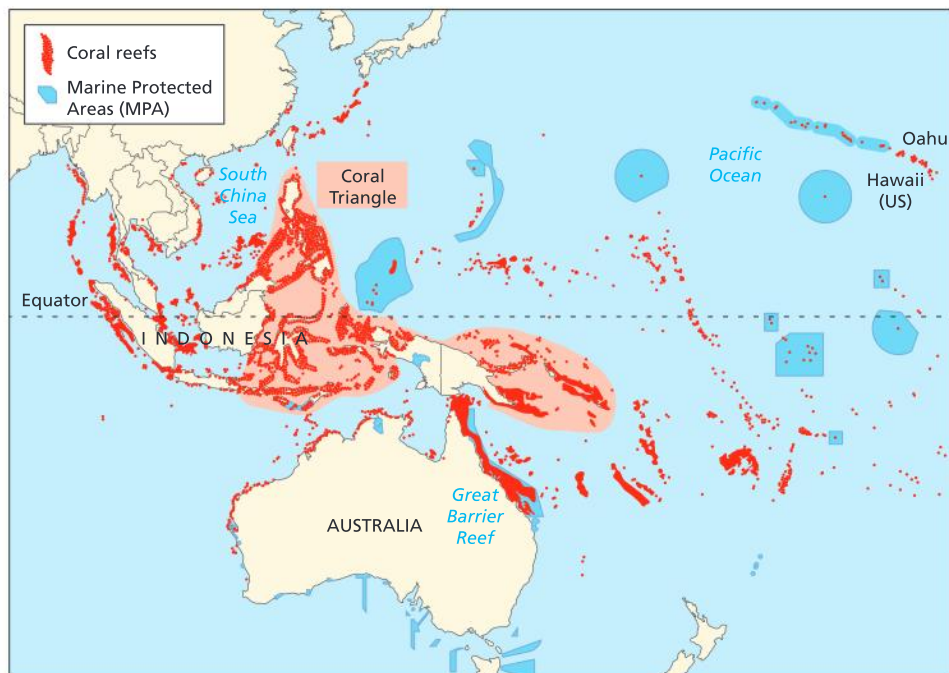 Coral reefs
Marine Protected
Areas (MPA)
South
China
Sea
Coral
Triangle
Pacific
Ocean
Oahu
Hawaii
(US)
Equator
INDONESIA
Great
Barrier
Reef
AUSTRALIA